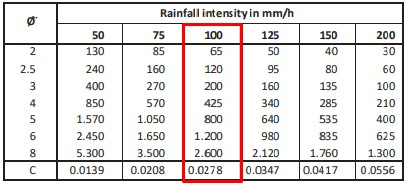 Ø" Rainfall intensity in mm/h
50 75 100 125 150 200
2 130 85 65 50 40 30
2.5 240 160 120 95 80 60
3 400 270 200 160 135 100
4 850 570 425 340 285 210
5 1.570 1.050 800 640 535 400
6 2.450 1.650 1.200 980 835 625
8 5.300 3.500 2.600 2.120 1.760 1.300
C 0.0139 0.0208 0.0278 0.0347 0.0417 0.0556